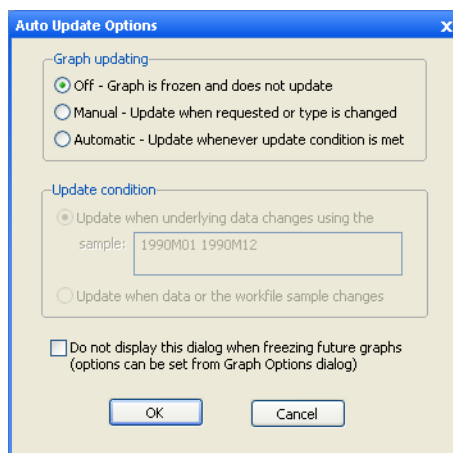 Auto Update Options
Graph updating
Off - Graph is frozen and does not update
Manual - Update when requested or type is changed
Automatic - Update whenever update condition is met
Update condition
Update when underlying data changes using the
sample: 1990M01 1990M12
Update when data or the workfile sample changes
Do not display this dialog when freezing future graphs
(options can be set from Graph Options dialog)
OK Cancel